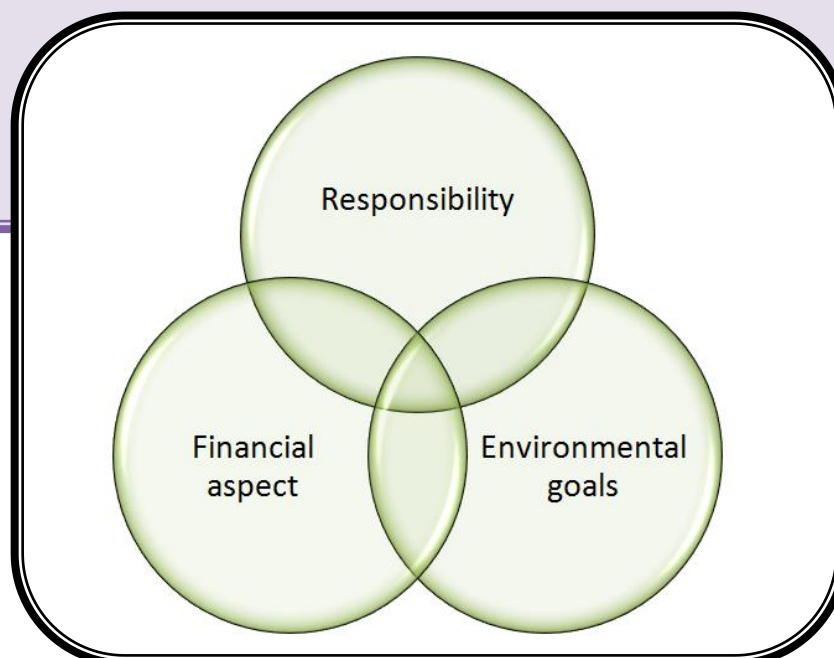 Responsibility
Financial
aspect
Environmental
goals